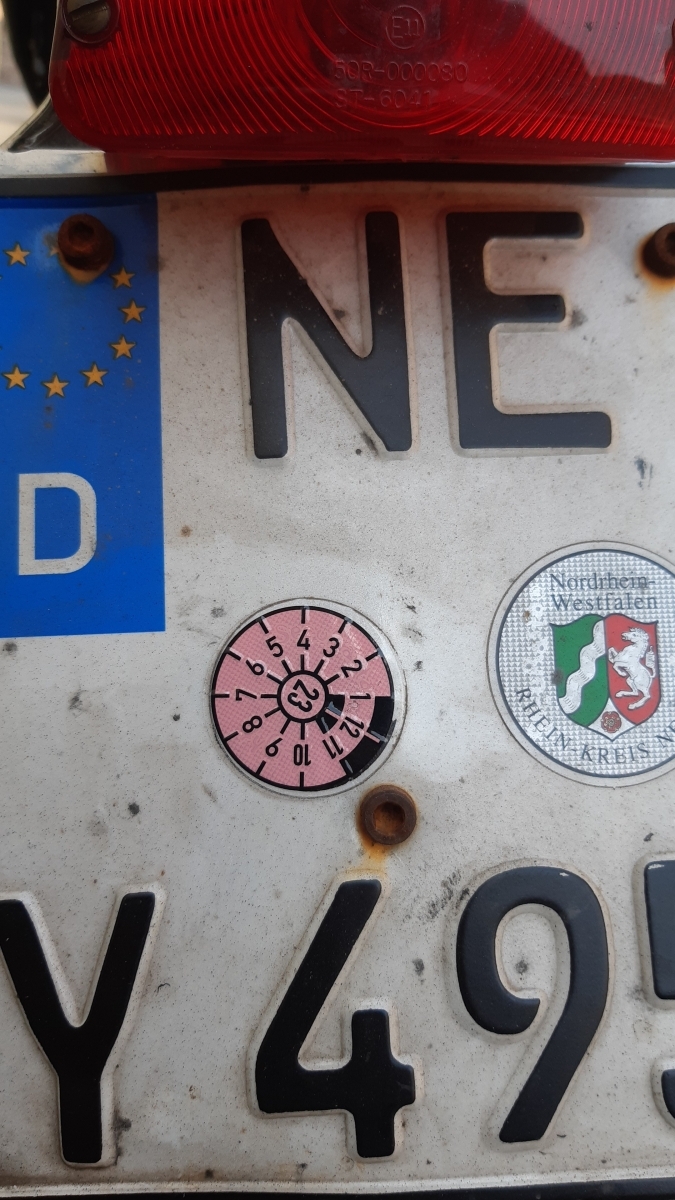 E11
50R-000080
ST-6041
NE
D
Nordrhein-
Westfalen
RHEIN-KREIS N
1 2 3 4 5 6 7 8 9 10 11 12
23
Y 495